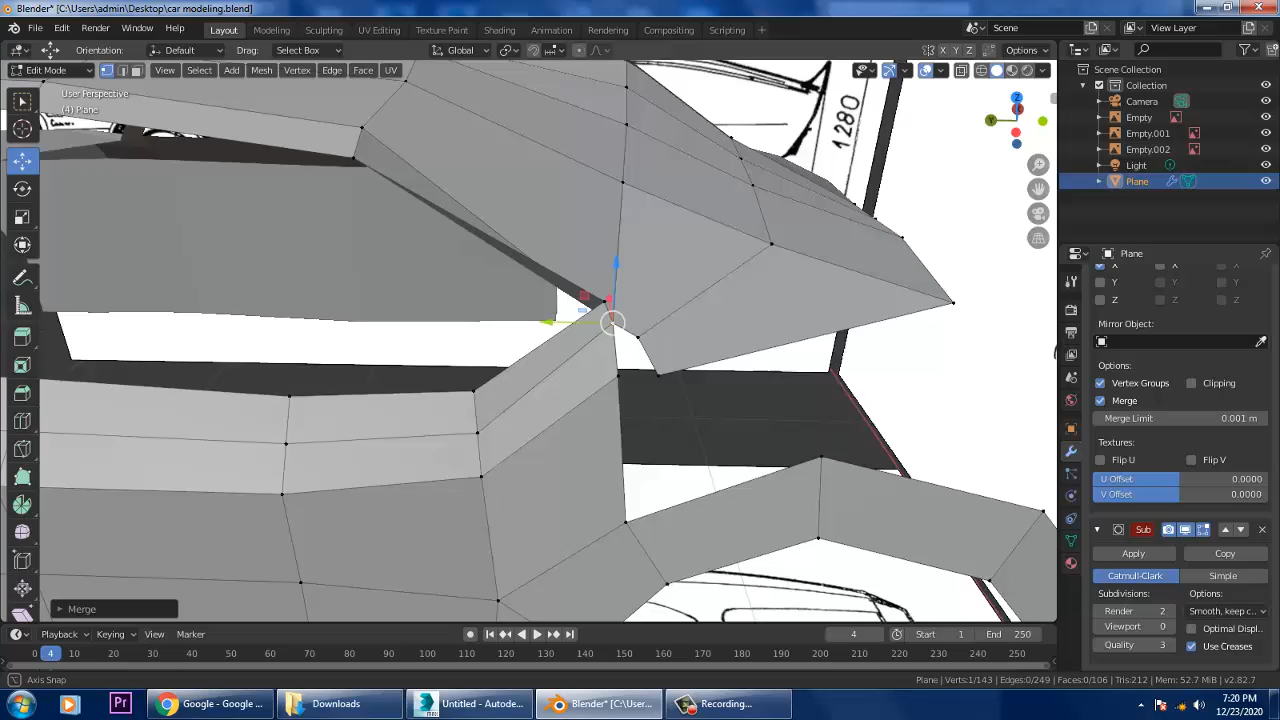 Blender* [C:\Users\admin\Desktop\car modeling.blend]
File Edit Render Window Help Layout Modeling Sculpting UV Editing Texture Paint Shading Animation Rendering Compositing Scripting + Scene View Layer
Orientation: Default Drag: Select Box Global X Y Z Options
Edit Mode View Select Add Mesh Vertex Edge Face UV
User Perspective
(4) Plane
1280
Z
Y
Scene Collection
Collection
Camera
Empty
Empty.001
Empty.002
Light
Plane
Plane
X
Y
Z
Mirror Object:
Options:
Vertex Groups Clipping
Merge
Merge Limit 0.001 m
Textures:
Flip U Flip V
U Offset 0.0000
V Offset 0.0000
Sub
Apply Copy
Catmull-Clark Simple
Subdivisions: Options:
Render 2 Smooth, keep c...
Viewport 0 Optimal Displ..
Quality 3 Use Creases
Merge
Playback Keying View Marker 4 Start 1 End 250
0 4 10 20 30 40 50 60 70 80 90 100 110 120 130 140 150 160 170 180 190 200 210 220 230 240 250
Axis Snap Plane | Verts:1/143 | Edges:0/249 | Faces:0/106 | Tris:212 | Mem: 52.7 MiB | v2.82.7
Pr Google - Google ... Downloads Untitled - Autode... Blender* [C:\User... Recording...
7:20 PM
12/23/2020